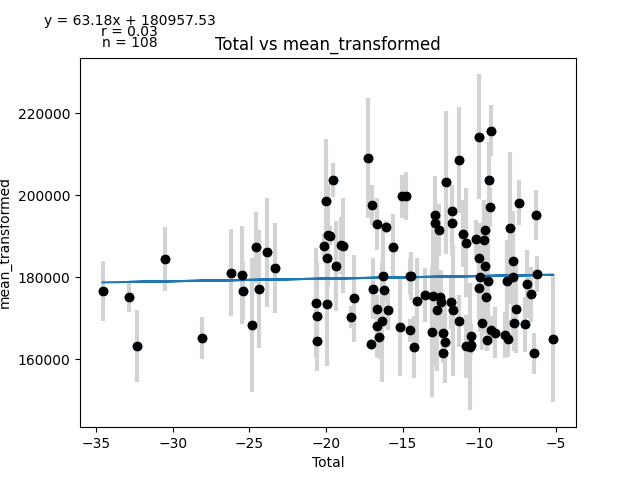 y = 63.18x + 180957.53
r = 0.03
n = 108
Total vs mean_transformed
mean_transformed
220000
200000
180000
160000
−35
−30
−25
−20
−15
−10
−5
Total